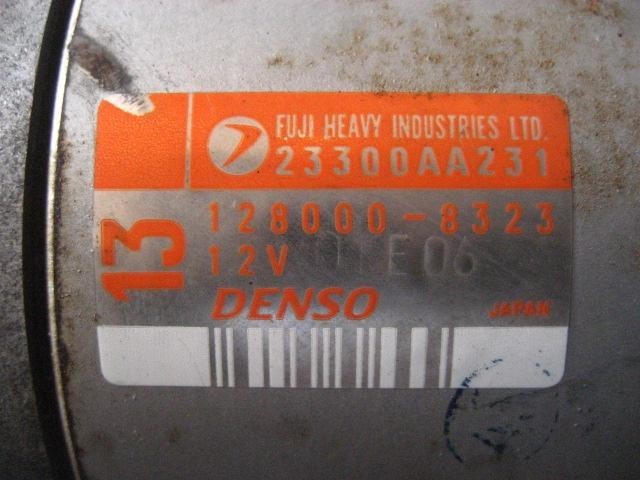 FUJI HEAVY INDUSTRIES LTD.
23300AA231
13
128000-8323
12V
E06
DENSO
JAPAN